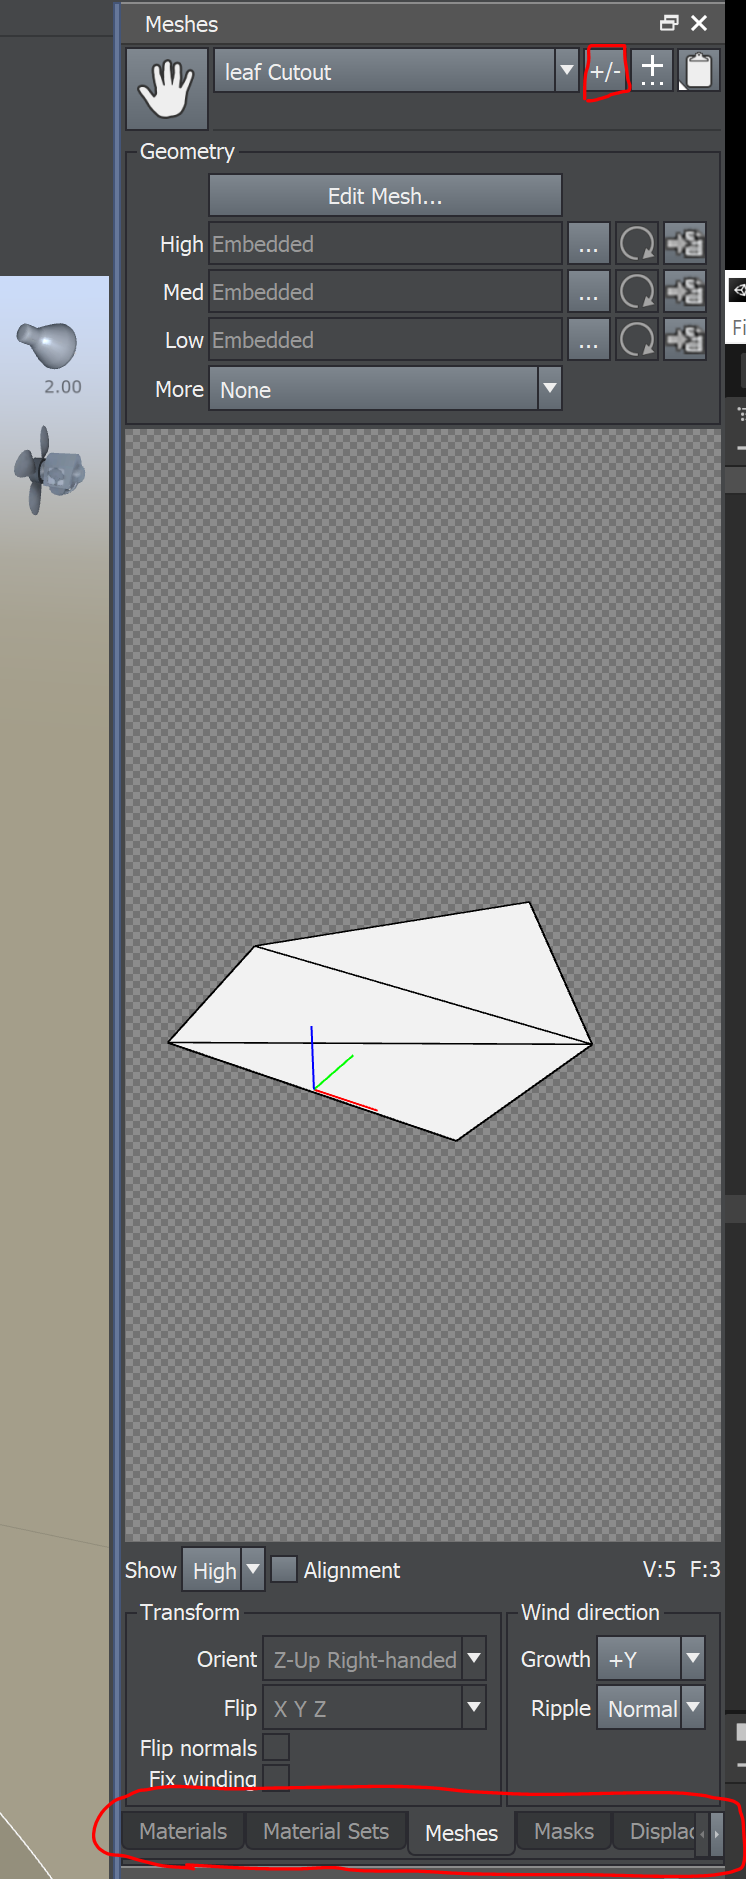 Meshes
leaf Cutout
+/-
Geometry
Edit Mesh...
High Embedded ...
Med Embedded ...
Low Embedded ...
More None
2.00
Fi
Show High Alignment V:5 F:3
Transform
Wind direction
Orient Z-Up Right-handed
Growth +Y
Flip X Y Z
Ripple Normal
Flip normals
Fix winding
Materials Material Sets Meshes Masks Displac